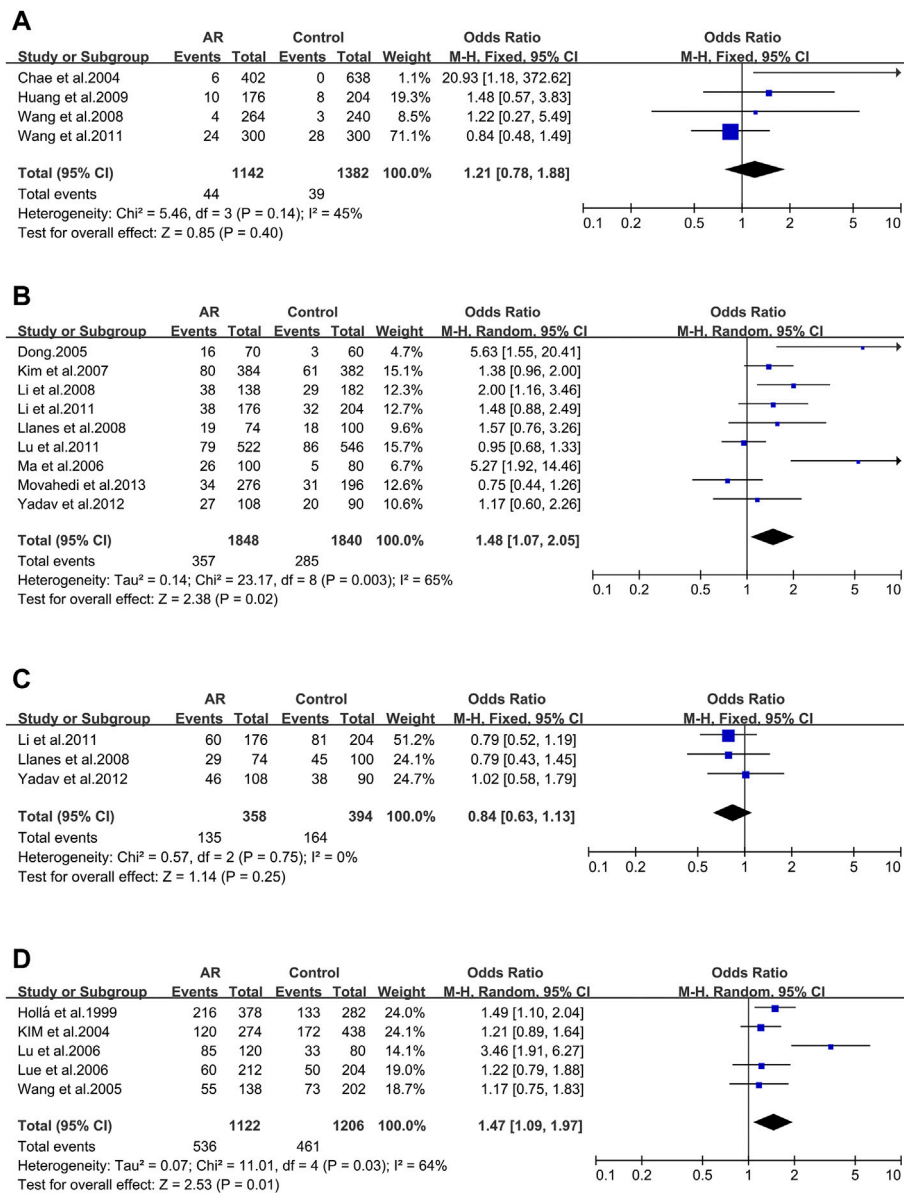 A
AR Control Odds Ratio Odds Ratio
Study or Subgroup Events Total Events Total Weight M-H, Fixed, 95% CI M-H, Fixed, 95% CI
Chae et al.2004 6 402 0 638 1.1% 20.93 [1.18, 372.62]
Huang et al.2009 10 176 8 204 19.3% 1.48 [0.57, 3.83]
Wang et al.2008 4 264 3 240 8.5% 1.22 [0.27, 5.49]
Wang et al.2011 24 300 28 300 71.1% 0.84 [0.48, 1.49]
Total (95% CI) 1142 1382 100.0% 1.21 [0.78, 1.88]
Total events 44 39
Heterogeneity: Chi² = 5.46, df = 3 (P = 0.14); I² = 45%
Test for overall effect: Z = 0.85 (P = 0.40)
0.1 0.2 0.5 1 2 5 10
B
AR Control Odds Ratio Odds Ratio
Study or Subgroup Events Total Events Total Weight M-H, Random, 95% CI M-H, Random, 95% CI
Dong.2005 16 70 3 60 4.7% 5.63 [1.55, 20.41]
Kim et al.2007 80 384 61 382 15.1% 1.38 [0.96, 2.00]
Li et al.2008 38 138 29 182 12.3% 2.00 [1.16, 3.46]
Li et al.2011 38 176 32 204 12.7% 1.48 [0.88, 2.49]
Llanes et al.2008 19 74 18 100 9.6% 1.57 [0.76, 3.26]
Lu et al.2011 79 522 86 546 15.7% 0.95 [0.68, 1.33]
Ma et al.2006 26 100 5 80 6.7% 5.27 [1.92, 14.46]
Movahedi et al.2013 34 276 31 196 12.6% 0.75 [0.44, 1.26]
Yadav et al.2012 27 108 20 90 10.6% 1.17 [0.60, 2.26]
Total (95% CI) 1848 1840 100.0% 1.48 [1.07, 2.05]
Total events 357 285
Heterogeneity: Tau² = 0.14; Chi² = 23.17, df = 8 (P = 0.003); I² = 65%
Test for overall effect: Z = 2.38 (P = 0.02)
0.1 0.2 0.5 1 2 5 10
C
AR Control Odds Ratio Odds Ratio
Study or Subgroup Events Total Events Total Weight M-H, Fixed, 95% CI M-H, Fixed, 95% CI
Li et al.2011 60 176 81 204 51.2% 0.79 [0.52, 1.19]
Llanes et al.2008 29 74 45 100 24.1% 0.79 [0.43, 1.45]
Yadav et al.2012 46 108 38 90 24.7% 1.02 [0.58, 1.79]
Total (95% CI) 358 394 100.0% 0.84 [0.63, 1.13]
Total events 135 164
Heterogeneity: Chi² = 0.57, df = 2 (P = 0.75); I² = 0%
Test for overall effect: Z = 1.14 (P = 0.25)
0.1 0.2 0.5 1 2 5 10
D
AR Control Odds Ratio Odds Ratio
Study or Subgroup Events Total Events Total Weight M-H, Random, 95% CI M-H, Random, 95% CI
Hollá et al.1999 216 378 133 282 24.0% 1.49 [1.10, 2.04]
KIM et al.2004 120 274 172 438 24.1% 1.21 [0.89, 1.64]
Lu et al.2006 85 120 33 80 14.1% 3.46 [1.91, 6.27]
Lue et al.2006 60 212 50 204 19.0% 1.22 [0.79, 1.88]
Wang et al.2005 55 138 73 202 18.7% 1.17 [0.75, 1.83]
Total (95% CI) 1122 1206 100.0% 1.47 [1.09, 1.97]
Total events 536 461
Heterogeneity: Tau² = 0.07; Chi² = 11.01, df = 4 (P = 0.03); I² = 64%
Test for overall effect: Z = 2.53 (P = 0.01)
0.1 0.2 0.5 1 2 5 10